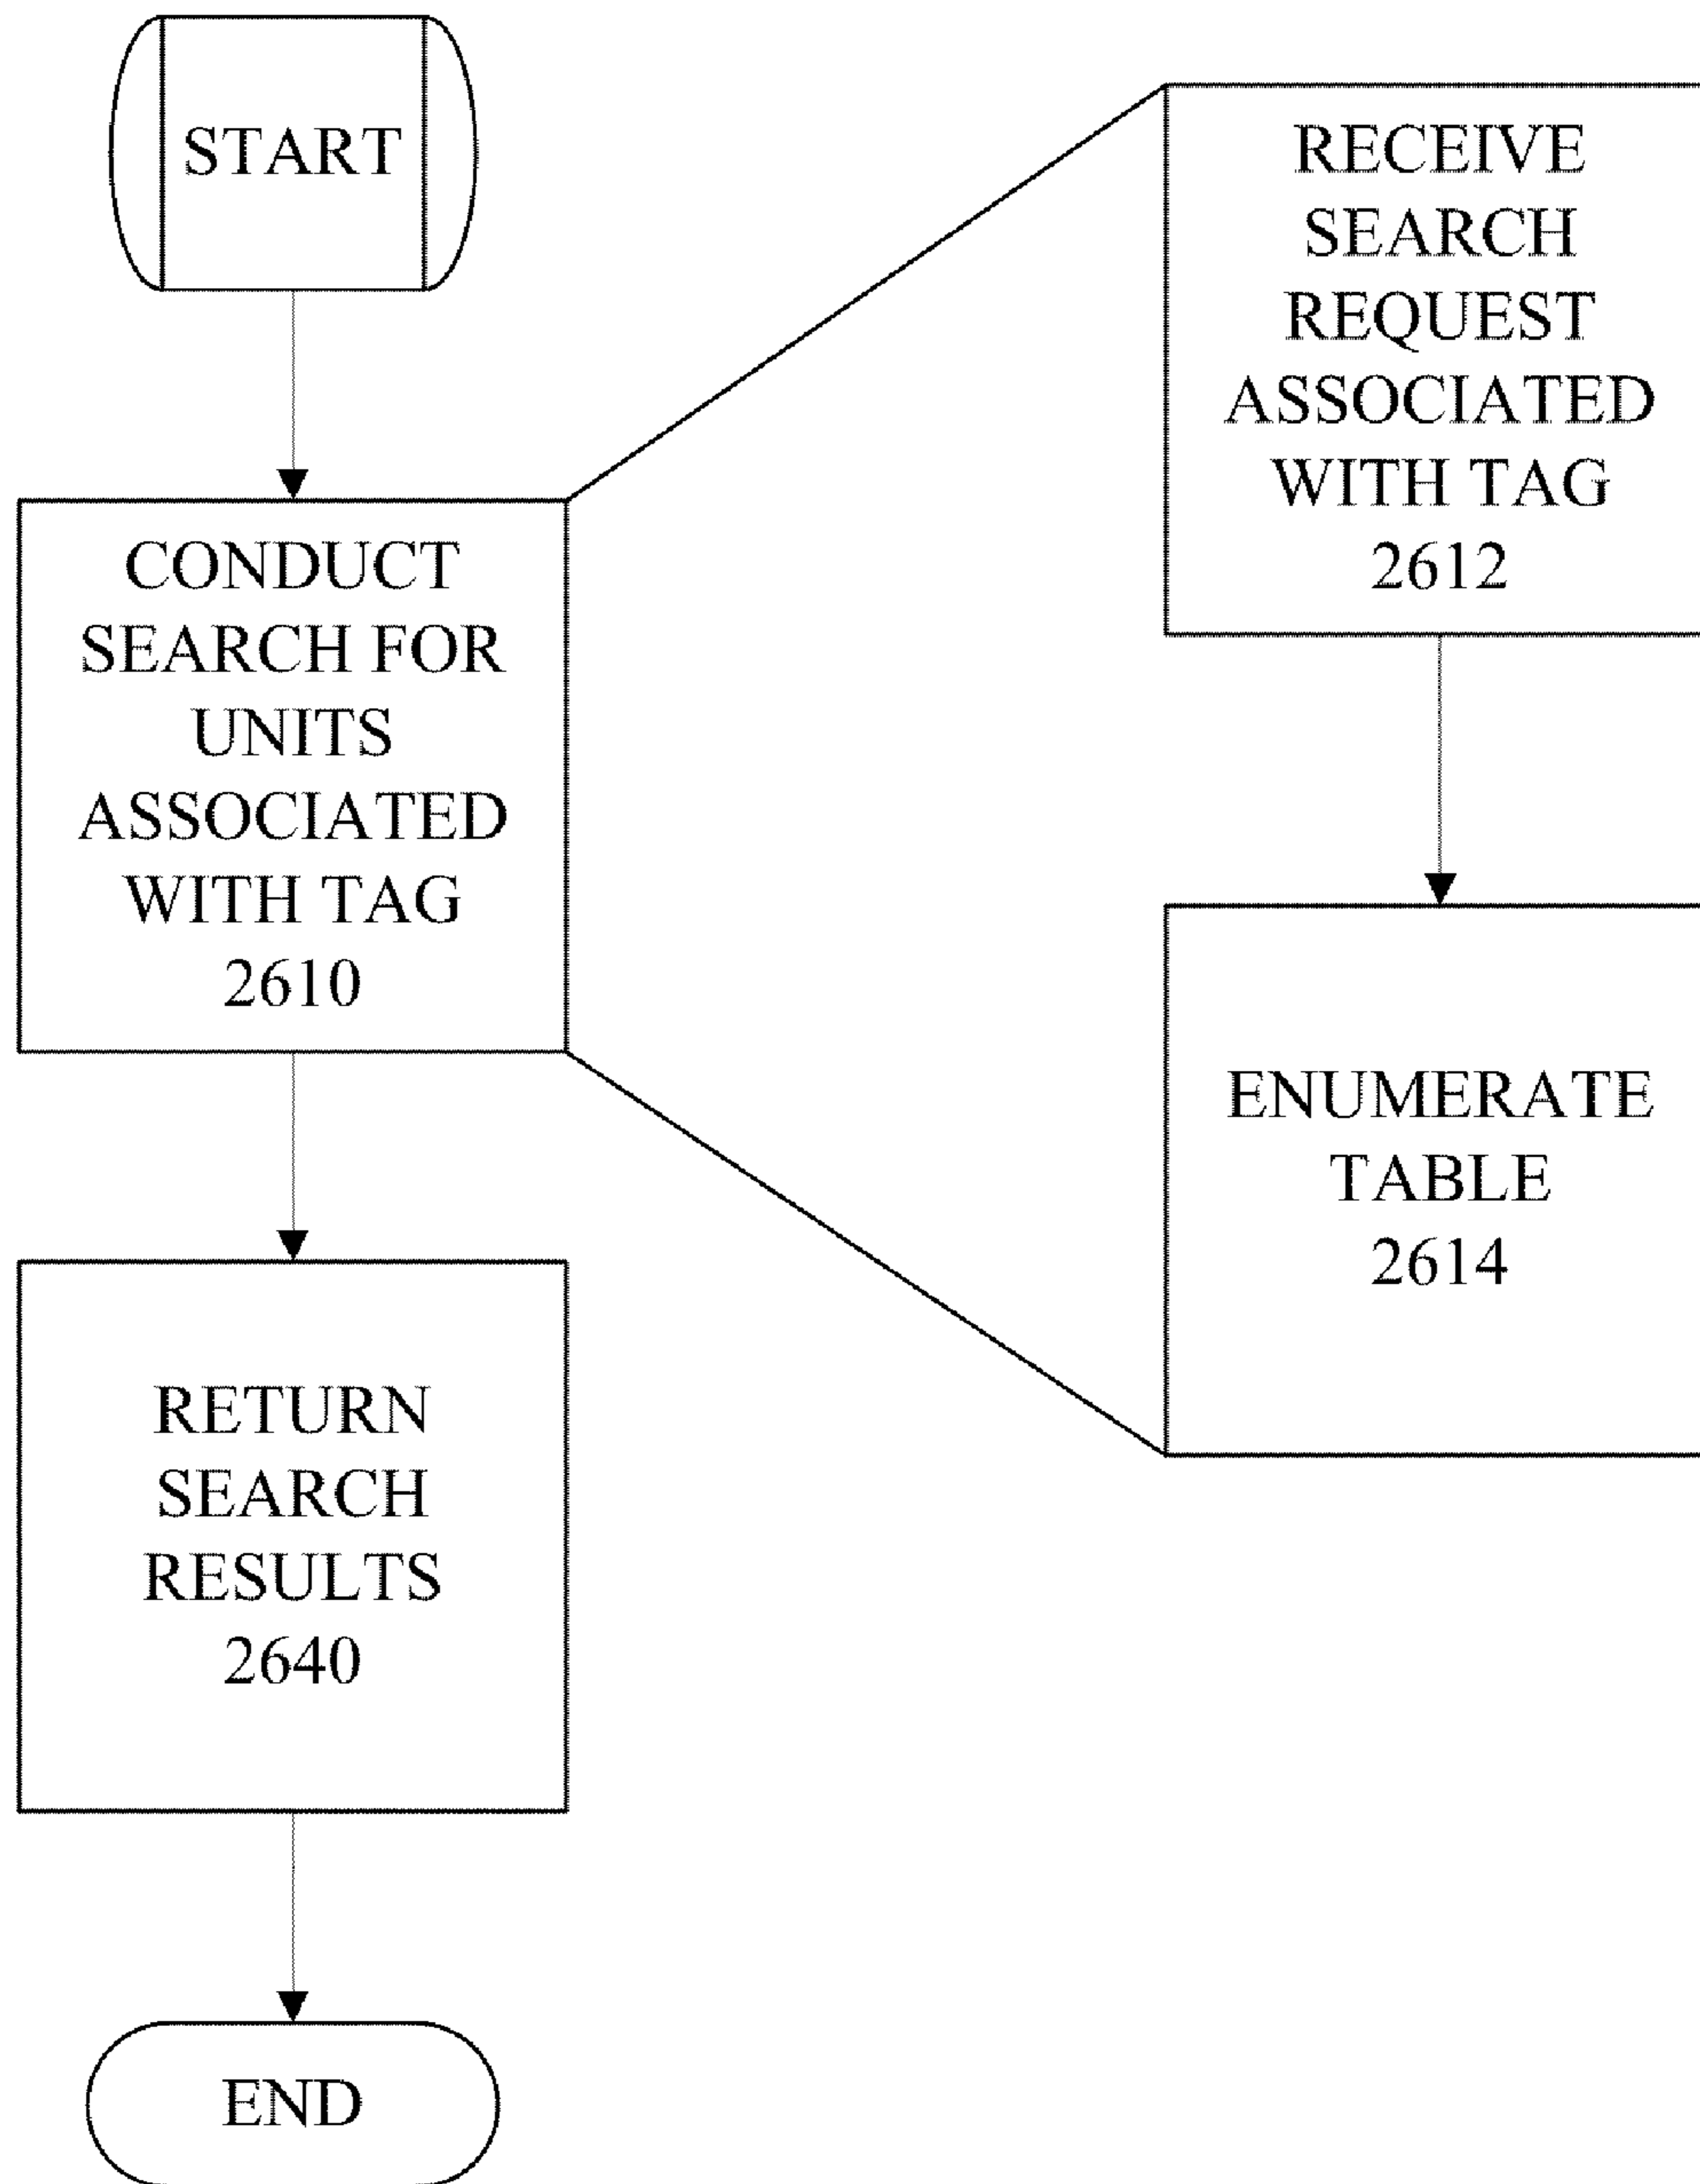 START
CONDUCT
SEARCH FOR
UNITS
ASSOCIATED
WITH TAG
2610
RETURN
SEARCH
RESULTS
2640
END
RECEIVE
SEARCH
REQUEST
ASSOCIATED
WITH TAG
2612
ENUMERATE
TABLE
2614